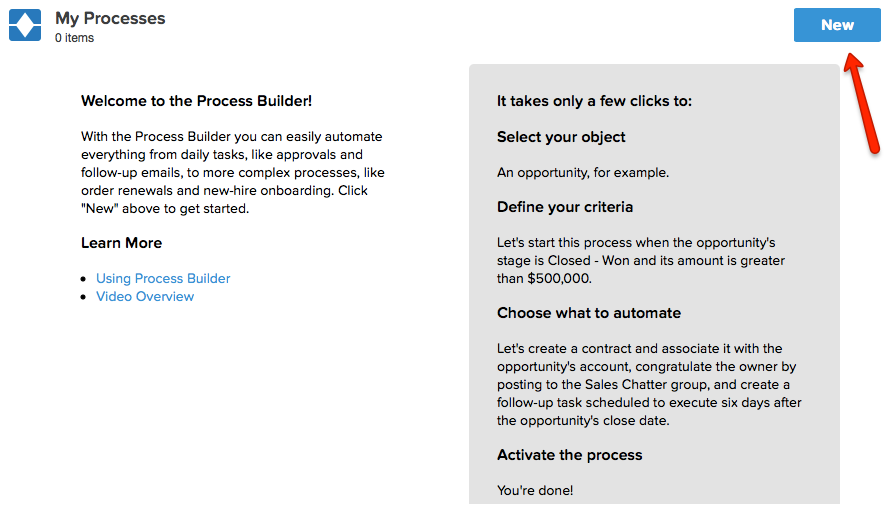 My Processes
0 items
New
Welcome to the Process Builder!
With the Process Builder you can easily automate
everything from daily tasks, like approvals and
follow-up emails, to more complex processes, like
order renewals and new-hire onboarding. Click
"New" above to get started.
Learn More
Using Process Builder
Video Overview
It takes only a few clicks to:
Select your object
An opportunity, for example.
Define your criteria
Let's start this process when the opportunity's
stage is Closed - Won and its amount is greater
than $500,000.
Choose what to automate
Let's create a contract and associate it with the
opportunity's account, congratulate the owner by
posting to the Sales Chatter group, and create a
follow-up task scheduled to execute six days after
the opportunity's close date.
Activate the process
You're done!